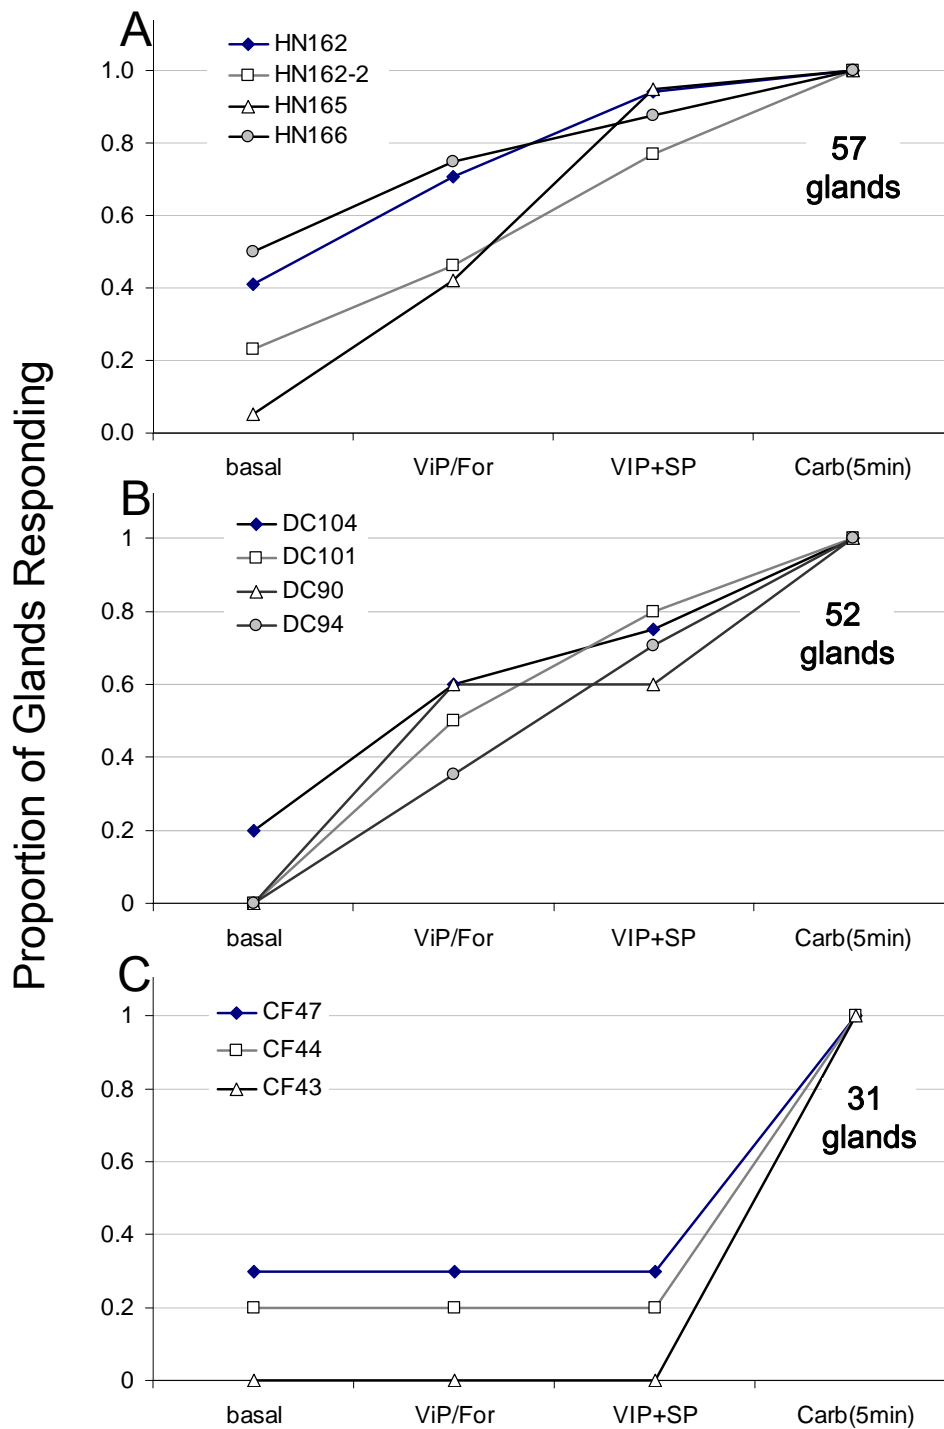 Proportion of Glands Responding
A
HN162
HN162-2
HN165
HN166
1.0
0.8
0.6
0.4
0.2
0.0
57
glands
basal
ViP/For
VIP+SP
Carb(5min)
B
DC104
DC101
DC90
DC94
1
0.8
0.6
0.4
0.2
0
52
glands
basal
ViP/For
VIP+SP
Carb(5min)
C
CF47
CF44
CF43
1
0.8
0.6
0.4
0.2
0
31
glands
basal
ViP/For
VIP+SP
Carb(5min)